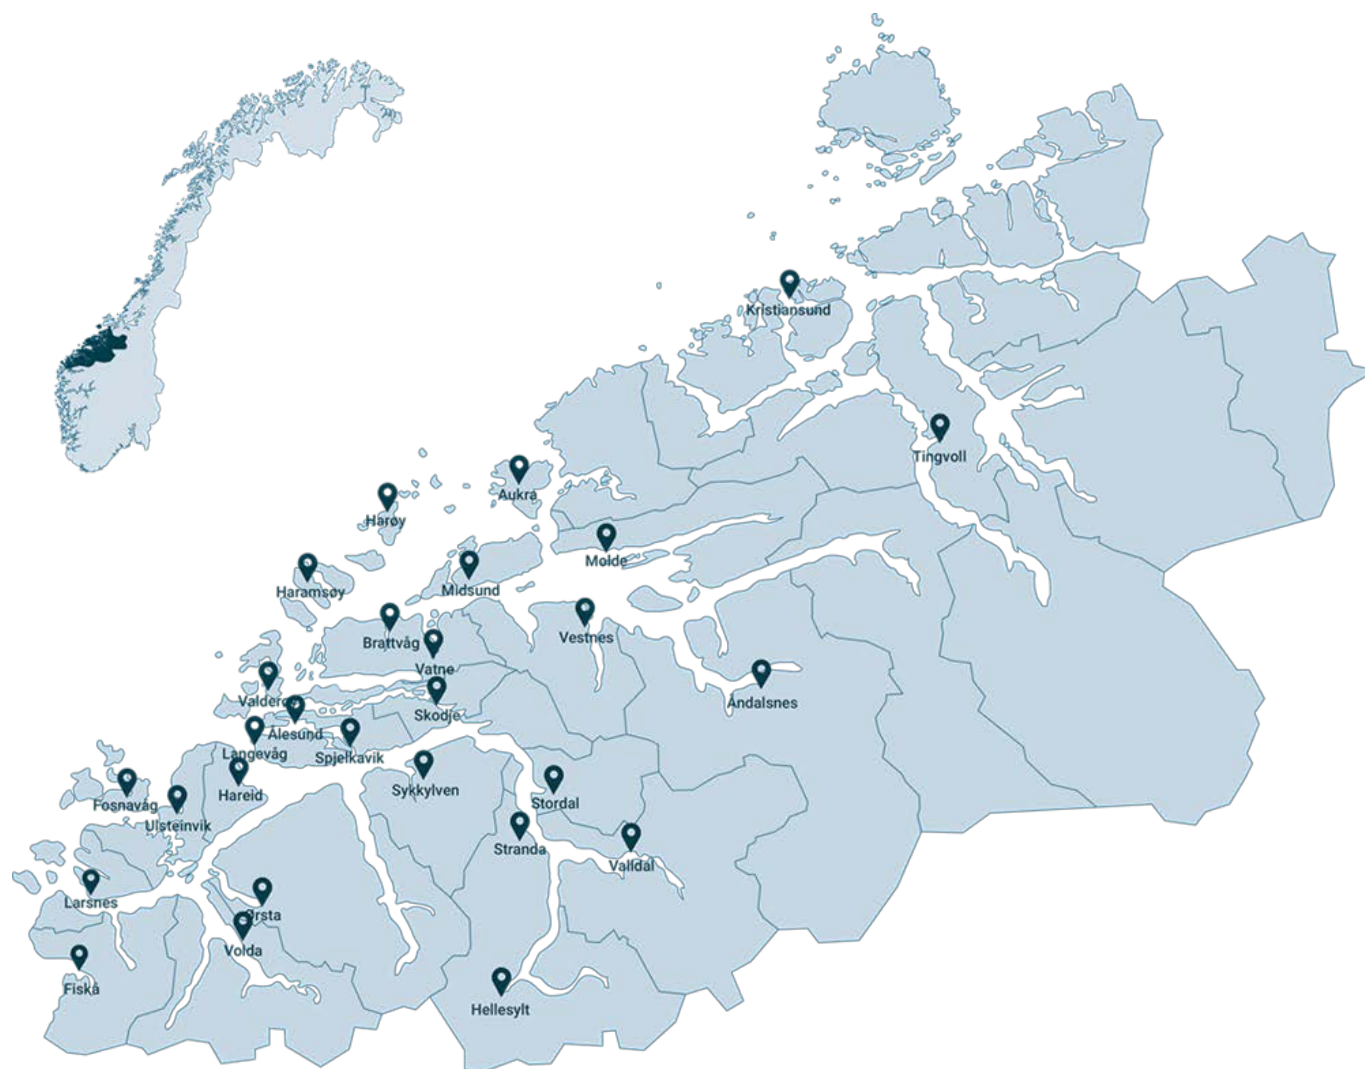 Kristiansund
Tingvoll
Aukra
Harøy
Molde
Midsund
Haramsøy
Vestnes
Brattvåg
Vatne
Valderøy
Åndalsnes
Skodje
Ålesund
Langevåg
Spjelkavik
Sykkylven
Hareid
Stordal
Fosnavåg
Ulsteinvik
Stranda
Valldal
Larsnes
Ørsta
Volda
Fiskå
Hellesylt